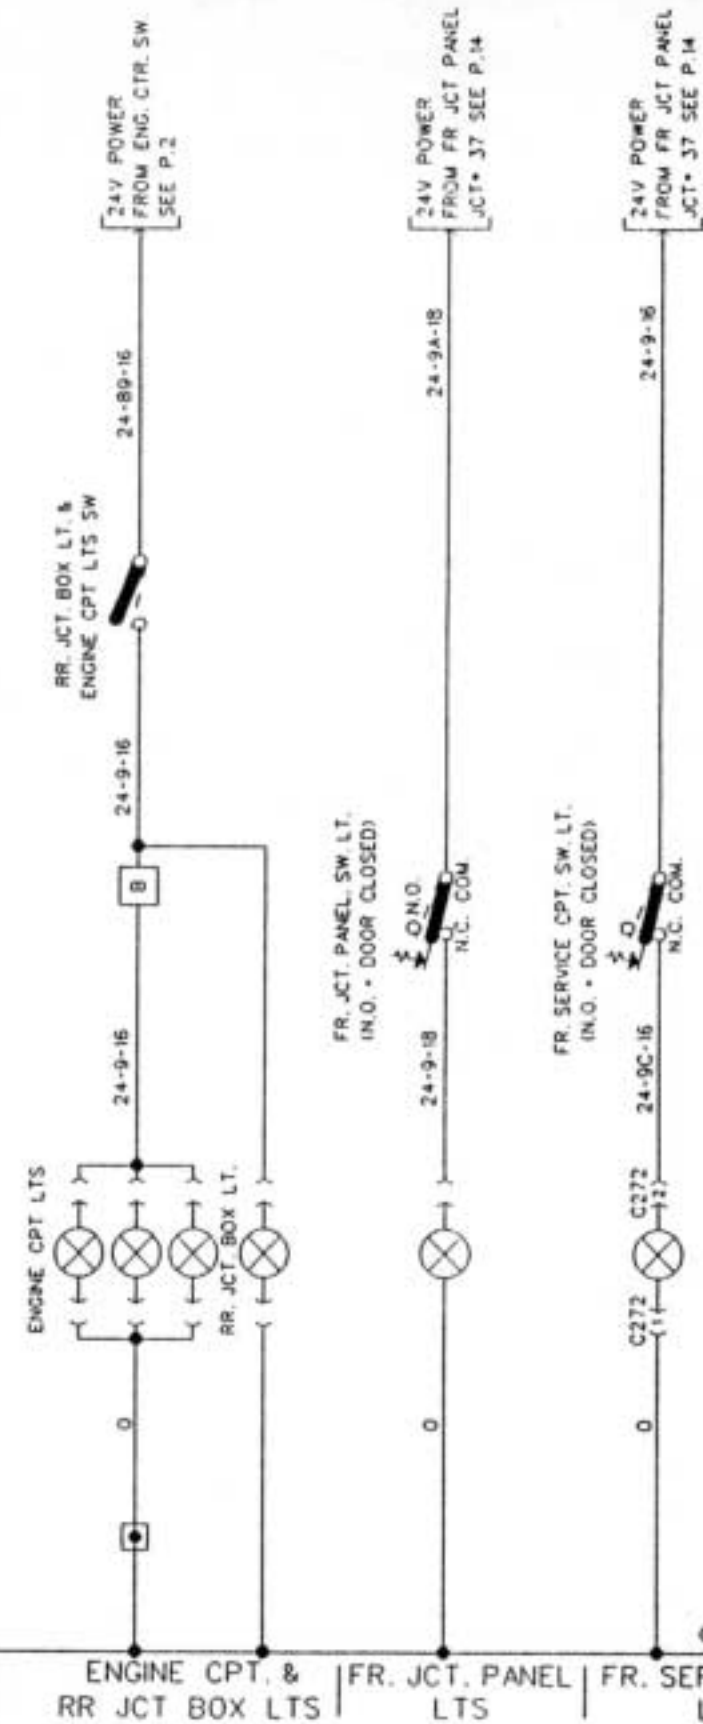 24V POWER
FROM ENG. CTR. SW.
SEE P.2
24-89-16
RR. JCT. BOX LT. &
ENGINE CPT LTS SW
24-9-16
B
24-9-16
ENGINE CPT LTS
RR. JCT. BOX LT.
O
24V POWER
FROM FR JCT PANEL
JCT• 37 SEE P.14
24-9A-18
FR. JCT. PANEL. SW. LT.
(N.O. • DOOR CLOSED)
N.O.
N.C. COM.
24-9-18
O
24V POWER
FROM FR JCT PANEL
JCT• 37 SEE P.14
24-9-16
FR. SERVICE CPT. SW. LT.
(N.O. • DOOR CLOSED)
N.C. COM.
24-9C-16
C272
2
C272
1
O
ENGINE CPT. &
RR JCT BOX LTS
FR. JCT. PANEL
LTS
FR. SER
L